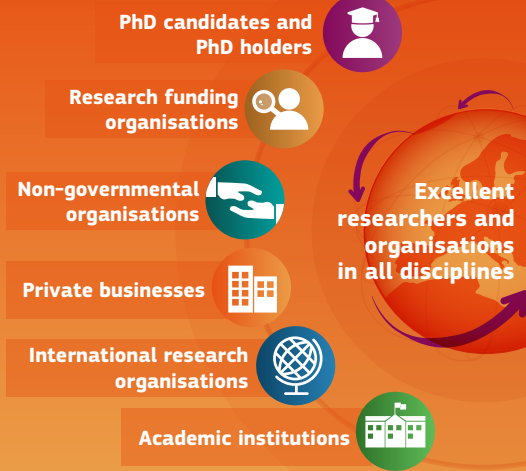 PhD candidates and
PhD holders
Research funding
organisations
Non-governmental
organisations
Private businesses
International research
organisations
Academic institutions
Excellent
researchers and
organisations
in all disciplines